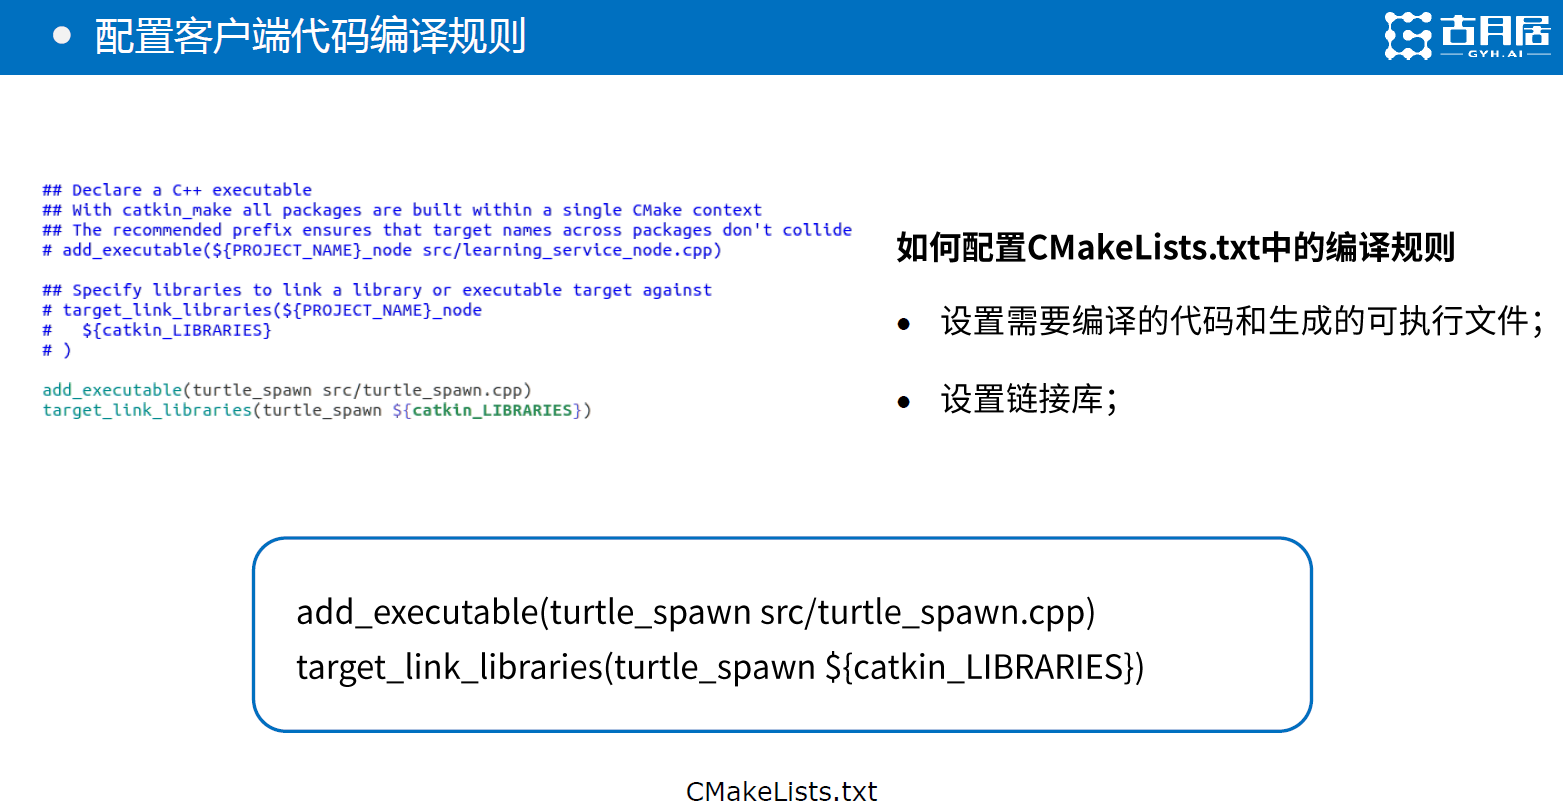 配置客户端代码编译规则
古月居
GYH.AI
## Declare a C++ executable
## With catkin_make all packages are built within a single CMake context
## The recommended prefix ensures that target names across packages don't collide
# add_executable(${PROJECT_NAME}_node src/learning_service_node.cpp)
## Specify libraries to link a library or executable target against
# target_link_libraries(${PROJECT_NAME}_node
#   ${catkin_LIBRARIES}
# )
add_executable(turtle_spawn src/turtle_spawn.cpp)
target_link_libraries(turtle_spawn ${catkin_LIBRARIES})
如何配置CMakeLists.txt中的编译规则
● 设置需要编译的代码和生成的可执行文件；
● 设置链接库；
add_executable(turtle_spawn src/turtle_spawn.cpp)
target_link_libraries(turtle_spawn ${catkin_LIBRARIES})
CMakeLists.txt